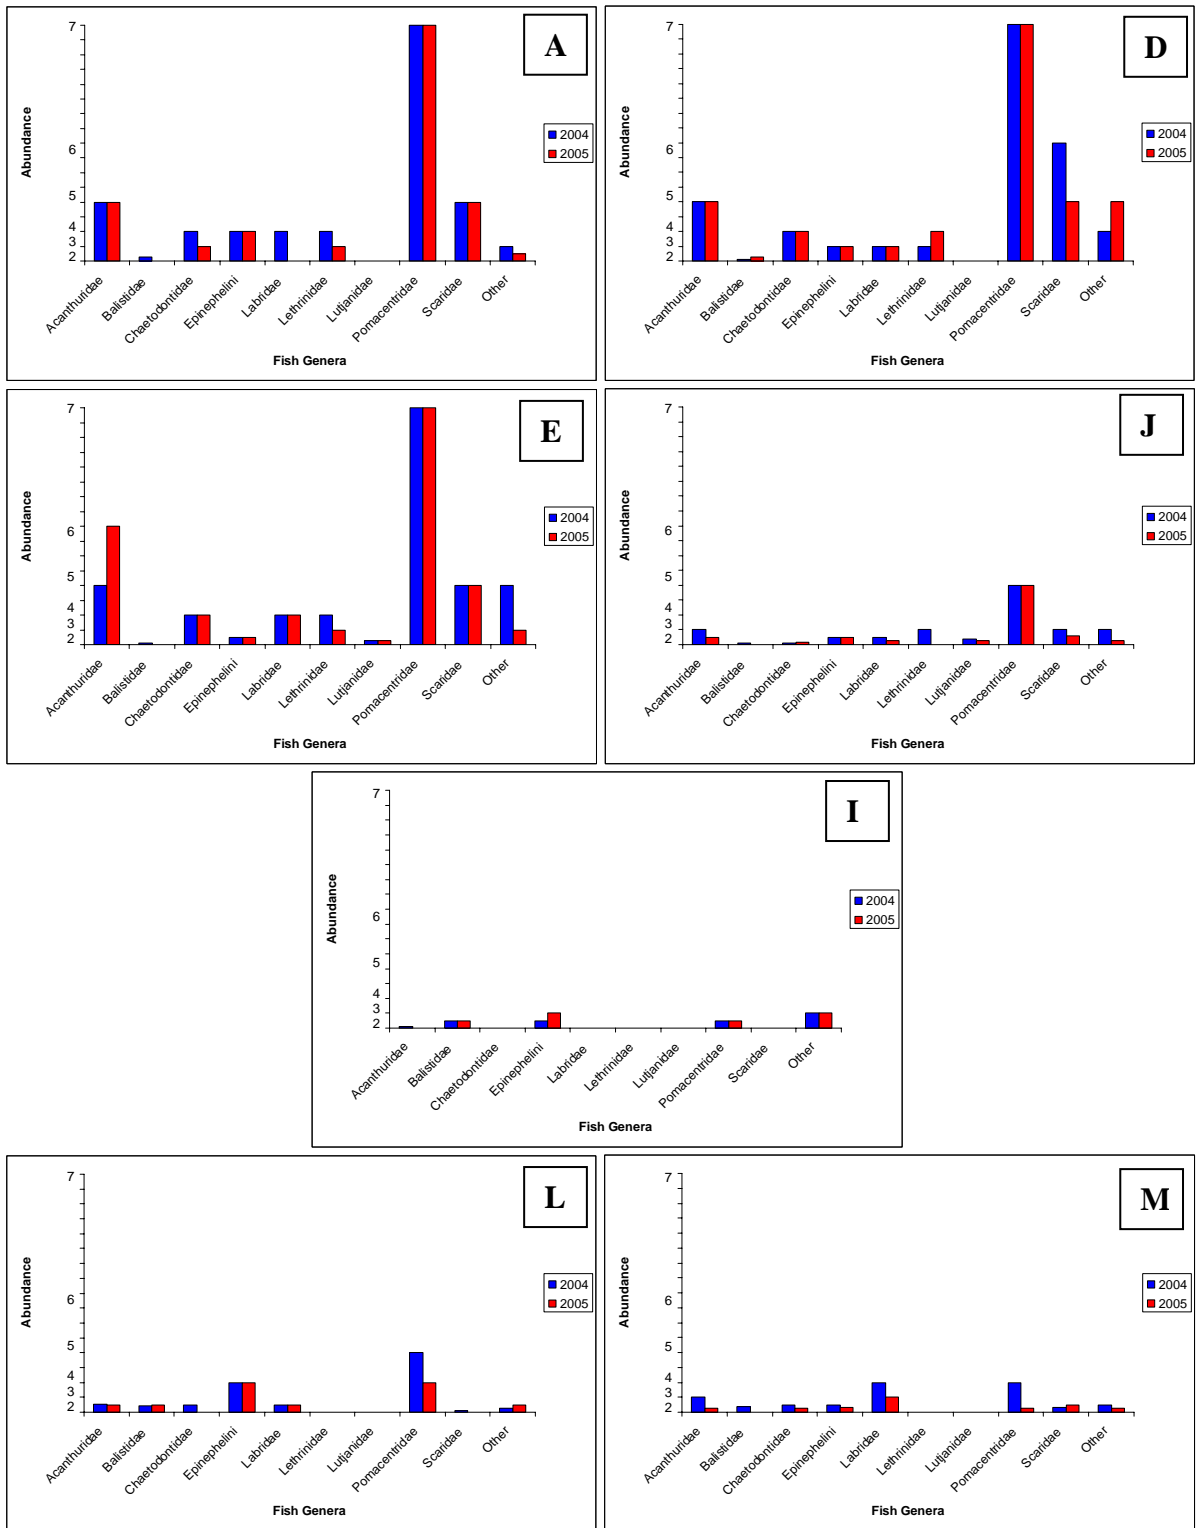 A
Abundance
7
6
5
4
3
2
2004
2005
Acanthuridae
Balistidae
Chaetodontidae
Epinephelini
Labridae
Lethrinidae
Lutjanidae
Pomacentridae
Scaridae
Other
Fish Genera
D
Abundance
7
6
5
4
3
2
2004
2005
Acanthuridae
Balistidae
Chaetodontidae
Epinephelini
Labridae
Lethrinidae
Lutjanidae
Pomacentridae
Scaridae
Other
Fish Genera
E
Abundance
7
6
5
4
3
2
2004
2005
Acanthuridae
Balistidae
Chaetodontidae
Epinephelini
Labridae
Lethrinidae
Lutjanidae
Pomacentridae
Scaridae
Other
Fish Genera
J
Abundance
7
6
5
4
3
2
2004
2005
Acanthuridae
Balistidae
Chaetodontidae
Epinephelini
Labridae
Lethrinidae
Lutjanidae
Pomacentridae
Scaridae
Other
Fish Genera
I
Abundance
7
6
5
4
3
2
2004
2005
Acanthuridae
Balistidae
Chaetodontidae
Epinephelini
Labridae
Lethrinidae
Lutjanidae
Pomacentridae
Scaridae
Other
Fish Genera
L
Abundance
7
6
5
4
3
2
2004
2005
Acanthuridae
Balistidae
Chaetodontidae
Epinephelini
Labridae
Lethrinidae
Lutjanidae
Pomacentridae
Scaridae
Other
Fish Genera
M
Abundance
7
6
5
4
3
2
2004
2005
Acanthuridae
Balistidae
Chaetodontidae
Epinephelini
Labridae
Lethrinidae
Lutjanidae
Pomacentridae
Scaridae
Other
Fish Genera